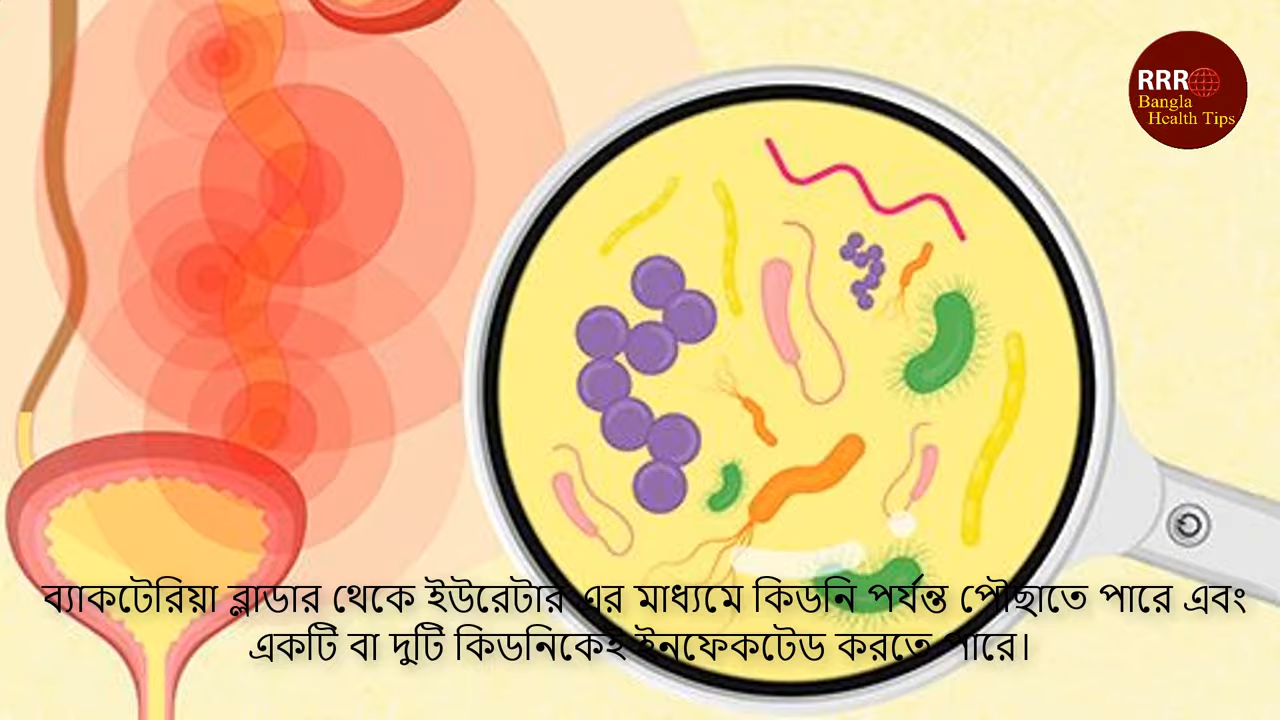 RRR
Bangla
Health Tips
ব্যাকটেরিয়া ব্লাডার থেকে ইউরেটার এর মাধ্যমে কিডনি পর্যন্ত পৌঁছাতে পারে এবং
একটি বা দুটি কিডনিকেই ইনফেকটেড করতে পারে।